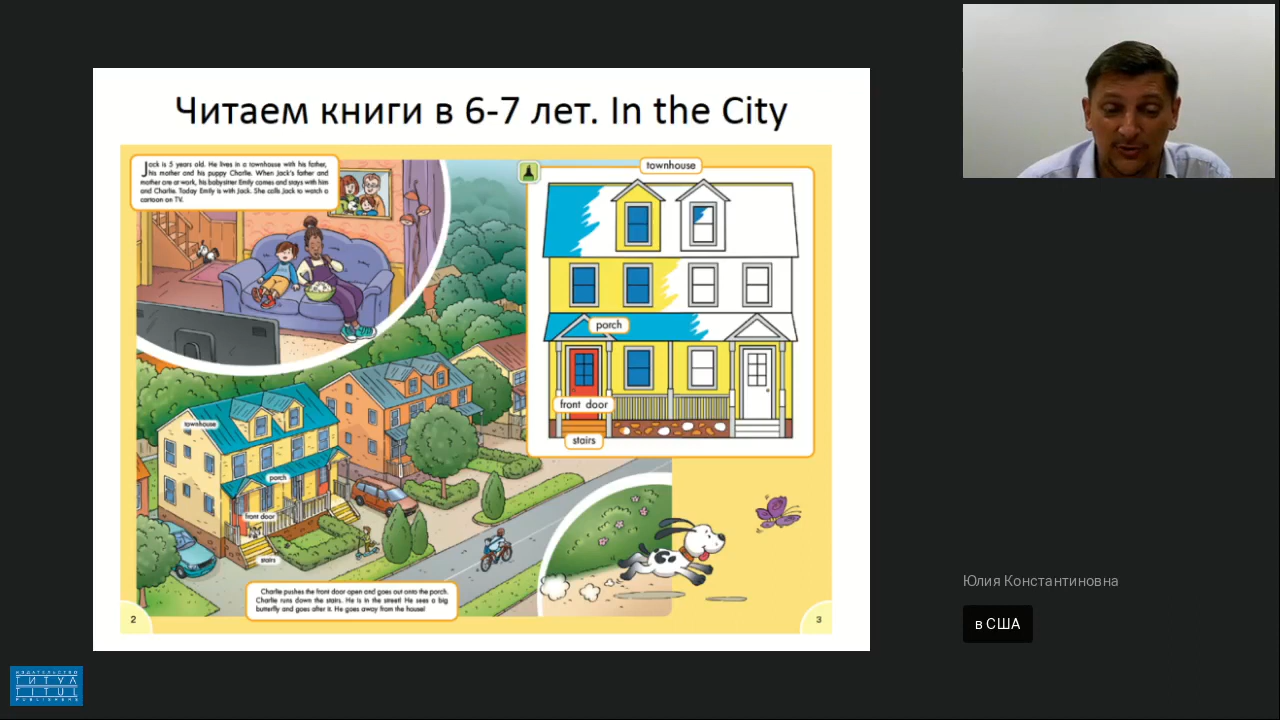 Читаем книги в 6-7 лет. In the City
Jack is 5 years old. He lives in a townhouse with his father,
his mother and his puppy Charlie. When Jack's father and
mother are at work, his babysitter Emily comes and stays with him
and Charlie. Today Emily is with Jack. She calls Jack to watch a
cartoon on TV.
townhouse
porch
front door
stairs
townhouse
porch
front door
stairs
Charlie pushes the front door open and goes out onto the porch.
Charlie runs down the stairs. He is in the street! He sees a big
butterfly and goes after it. He goes away from the house!
2
3
Юлия Константиновна
в США
ИЗДАТЕЛЬСТВО
ТИТУЛ
TITUL
PUBLISHERS